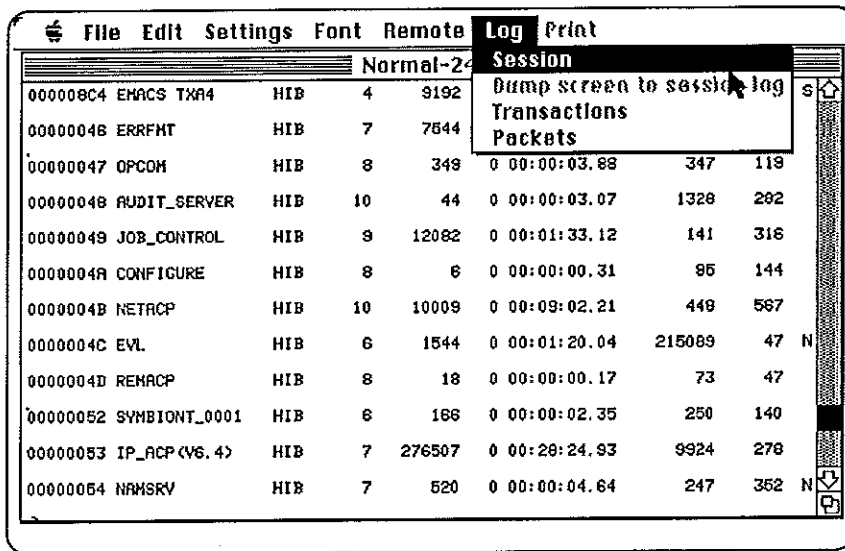 File Edit Settings Font Remote Log Print
Normal-24
Session
Dump screen to session log
Transactions
Packets
000008C4 EMACS TXA4 HIB 4 9192 S
00000046 ERRFMT HIB 7 7544
00000047 OPCOM HIB 8 349 0 00:00:03.88 347 119
00000048 AUDIT_SERVER HIB 10 44 0 00:00:03.07 1328 282
00000049 JOB_CONTROL HIB 9 12082 0 00:01:33.12 141 316
0000004A CONFIGURE HIB 8 6 0 00:00:00.31 95 144
0000004B NETACP HIB 10 10009 0 00:09:02.21 449 567
0000004C EVL HIB 6 1544 0 00:01:20.04 215089 47 N
0000004D REMACP HIB 8 18 0 00:00:00.17 73 47
00000052 SYMBIONT_0001 HIB 6 166 0 00:00:02.35 250 140
00000053 IP_ACP(V6.4) HIB 7 276507 0 00:28:24.93 9924 278
00000054 NAMSRV HIB 7 520 0 00:00:04.64 247 352 N